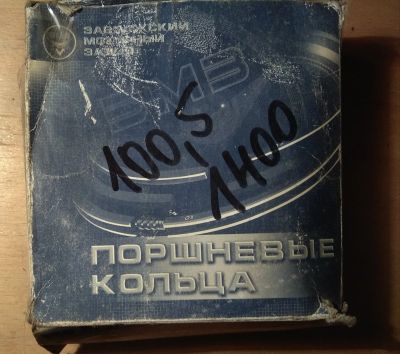 ЗАВОЛЖСКИЙ
МОТОРНЫЙ
ЗАВОД
ЗМЗ
100,5
1400
ПОРШНЕВЫЕ
КОЛЬЦА